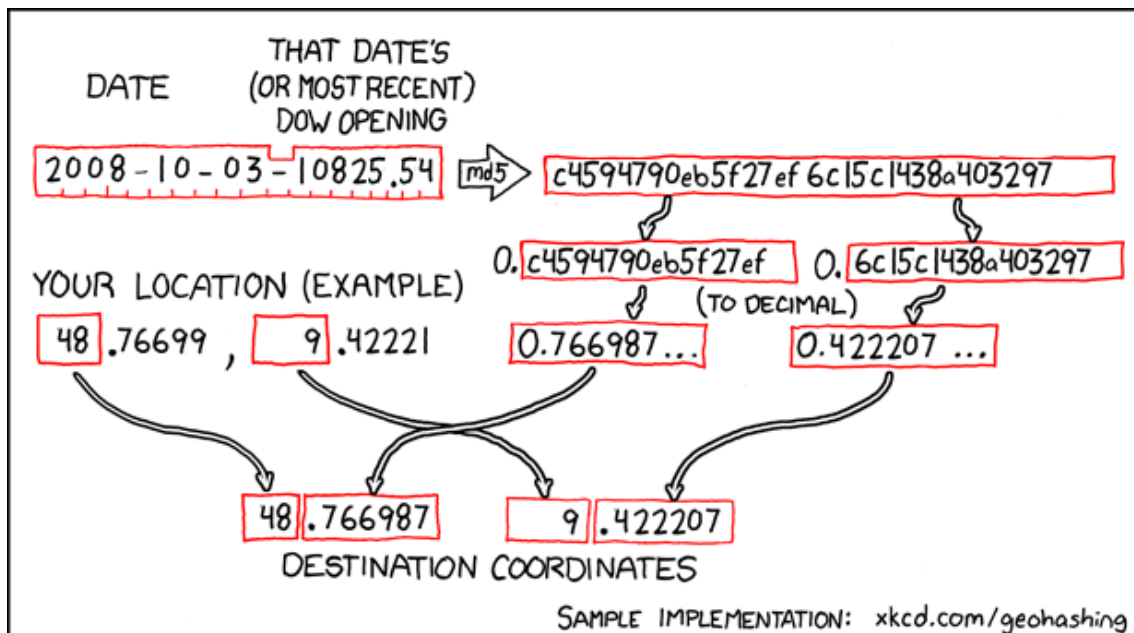 THAT DATE'S
DATE (OR MOST RECENT)
DOW OPENING
2008-10-03-10825.54 md5 c4594790eb5f27ef6c15c1438a403297
0. c4594790eb5f27ef 0. 6c15c1438a403297
YOUR LOCATION (EXAMPLE) (TO DECIMAL)
48.76699, 9.42221 0.766987... 0.422207...
48.766987 9.422207
DESTINATION COORDINATES
SAMPLE IMPLEMENTATION: xkcd.com/geohashing